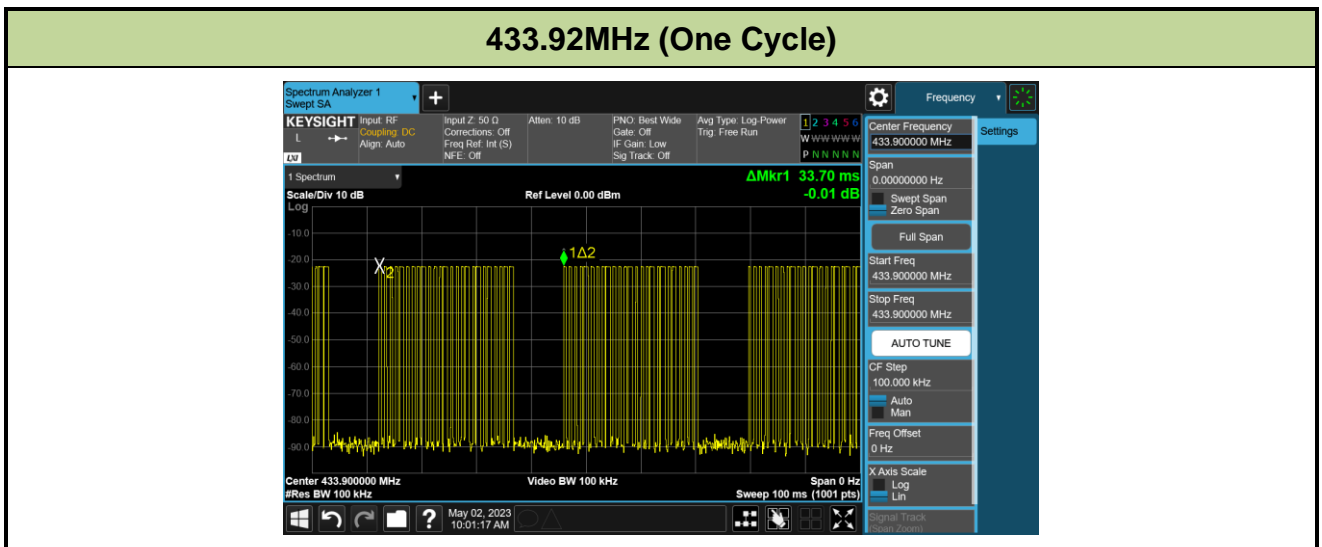 433.92MHz (One Cycle)
Spectrum Analyzer 1
Swept SA
+
Frequency
KEYSIGHT
L
LXI
Input: RF
Coupling: DC
Align: Auto
Input Z: 50 Ω
Corrections: Off
Freq Ref: Int (S)
NFE: Off
Atten: 10 dB
PNO: Best Wide
Gate: Off
IF Gain: Low
Sig Track: Off
Avg Type: Log-Power
Trig: Free Run
1 2 3 4 5 6
W W W W W W
P N N N N N
1 Spectrum
ΔMkr1 33.70 ms
-0.01 dB
Scale/Div 10 dB
Ref Level 0.00 dBm
Log
-10.0
-20.0
-30.0
-40.0
-50.0
-60.0
-70.0
-80.0
-90.0
X2
1Δ2
Center 433.900000 MHz
Video BW 100 kHz
Span 0 Hz
#Res BW 100 kHz
Sweep 100 ms (1001 pts)
Center Frequency
433.900000 MHz
Settings
Span
0.00000000 Hz
Swept Span
Zero Span
Full Span
Start Freq
433.900000 MHz
Stop Freq
433.900000 MHz
AUTO TUNE
CF Step
100.000 kHz
Auto
Man
Freq Offset
0 Hz
X Axis Scale
Log
Lin
Signal Track
(Span Zoom)
?
May 02, 2023
10:01:17 AM